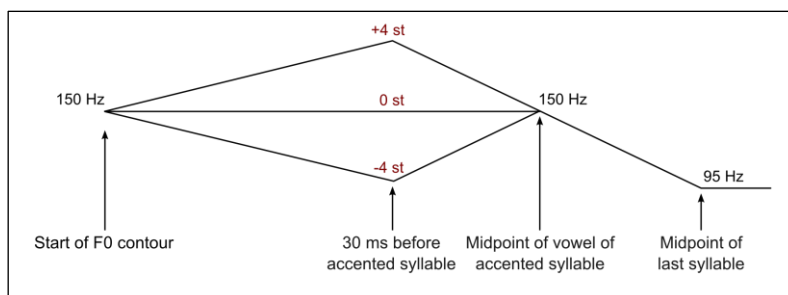 +4 st
150 Hz
0 st
150 Hz
-4 st
95 Hz
Start of F0 contour
30 ms before
accented syllable
Midpoint of vowel of
accented syllable
Midpoint of
last syllable